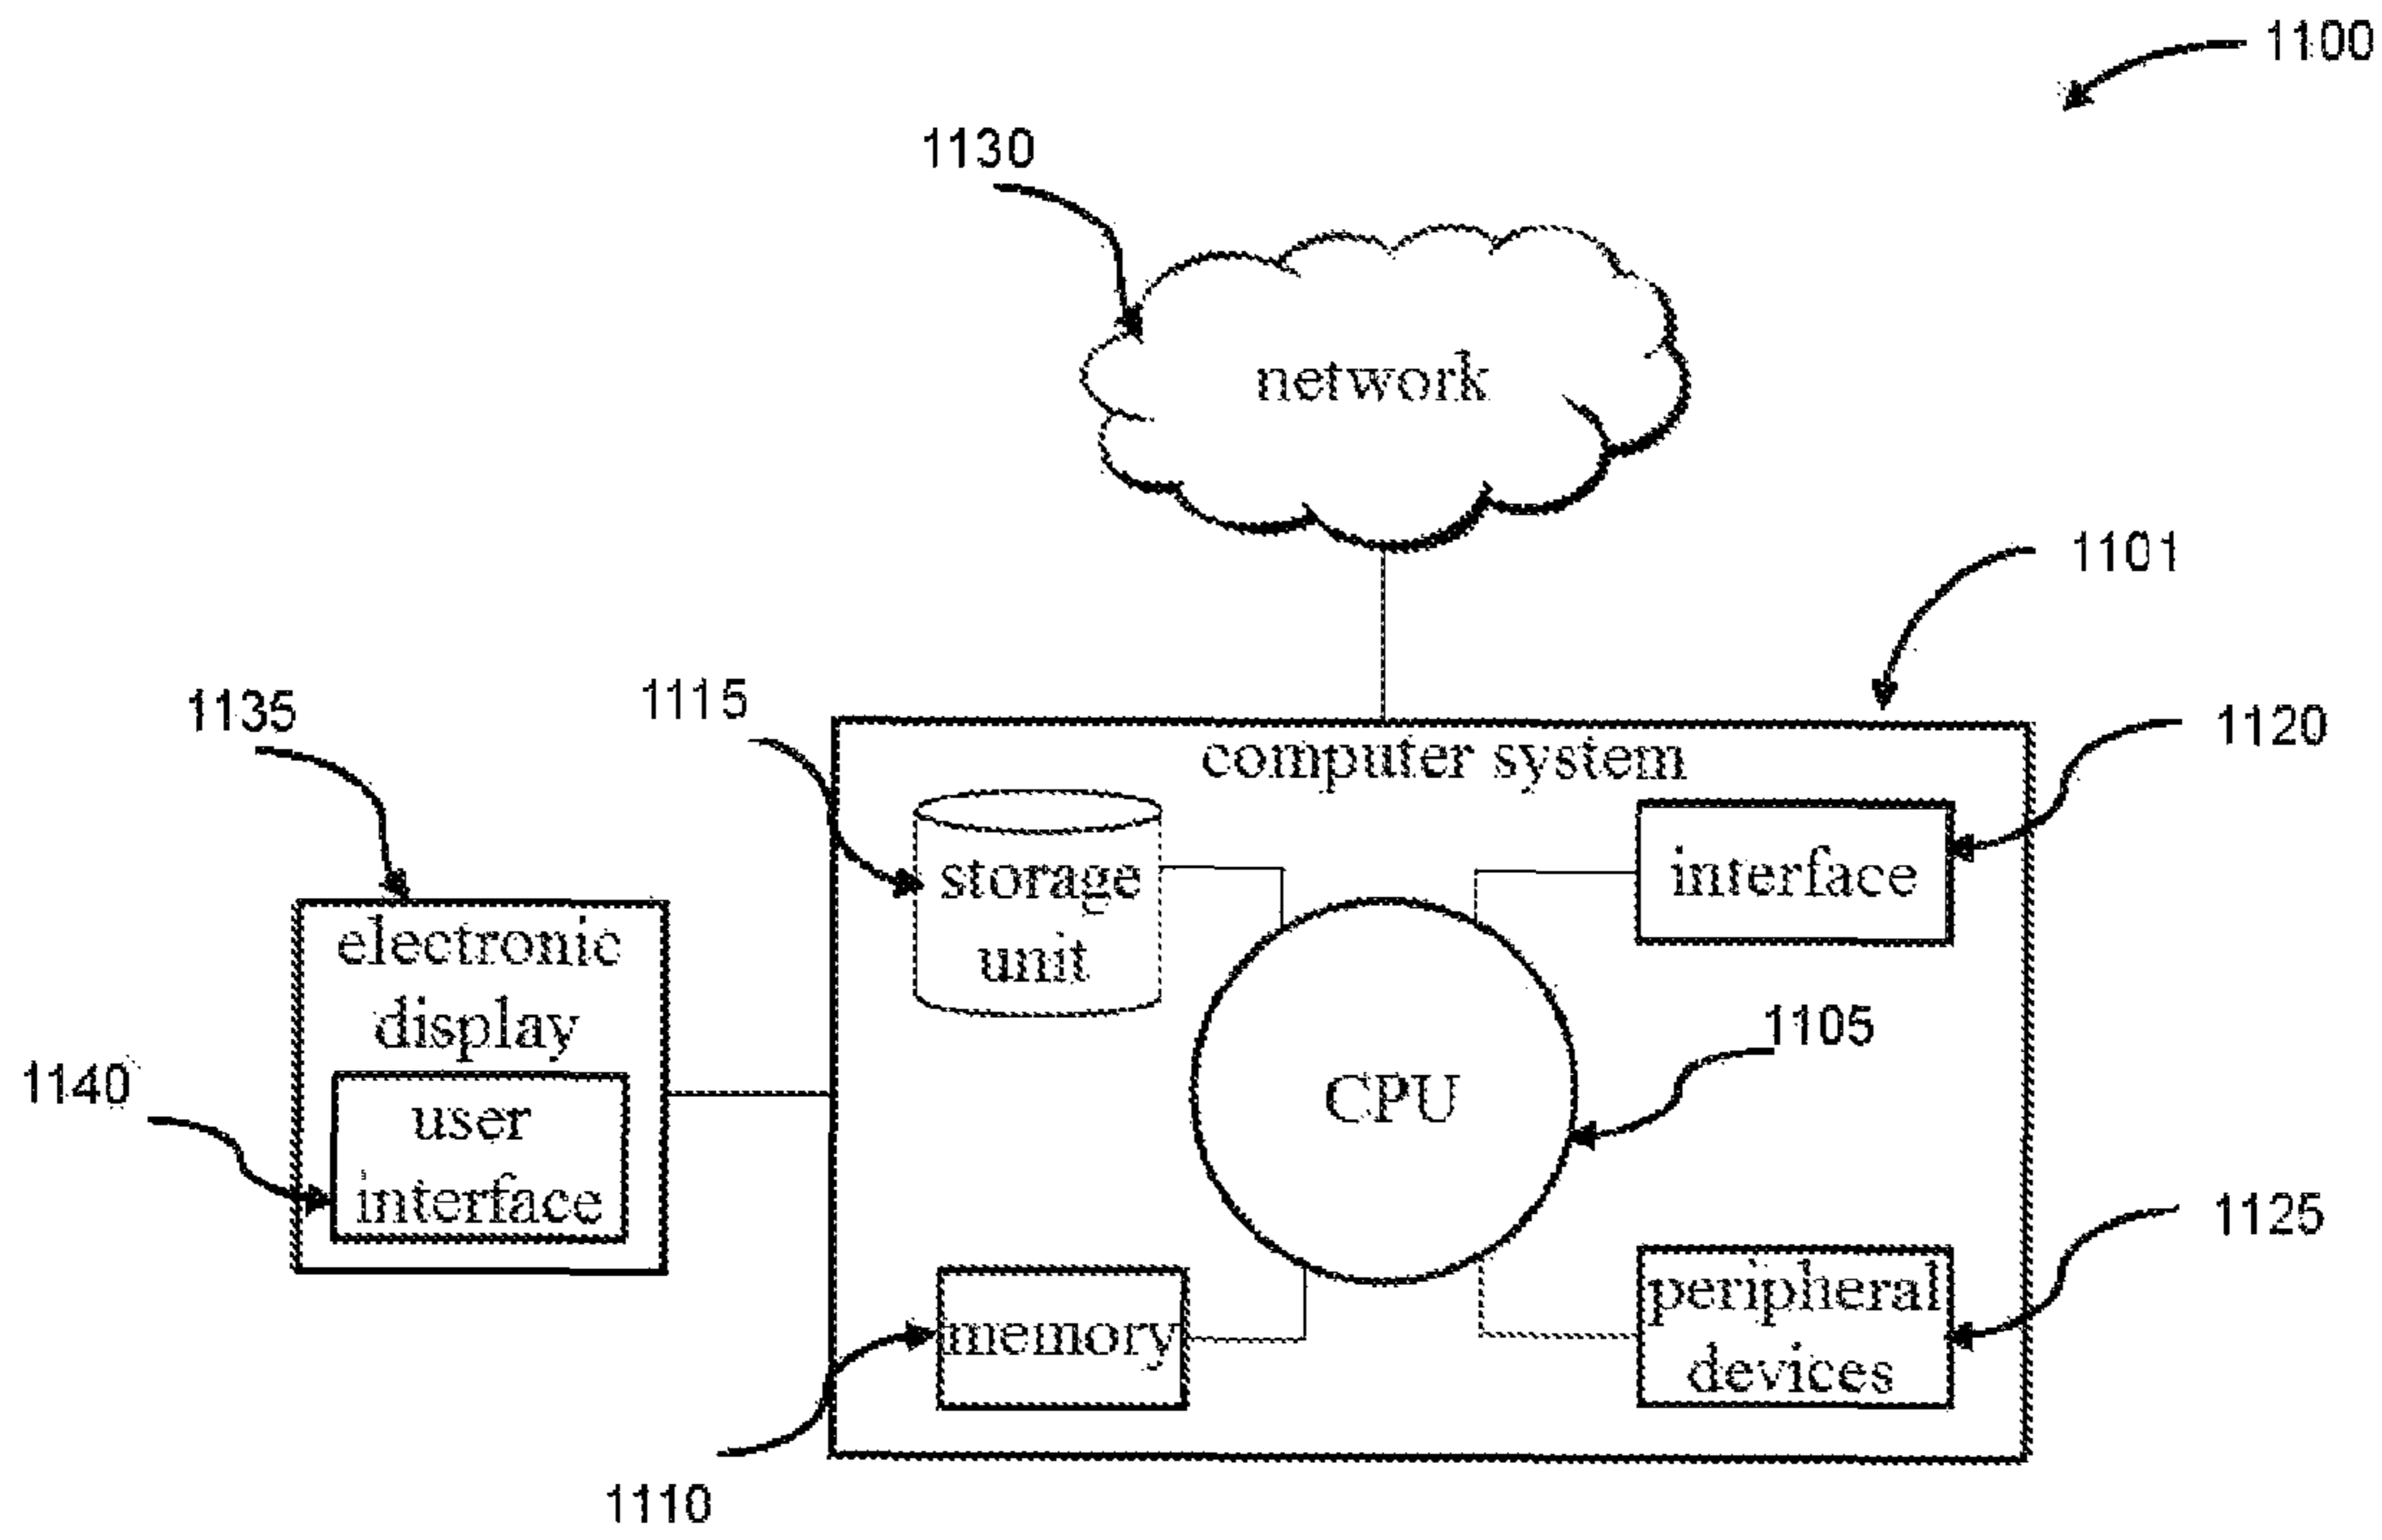 1100
1130
network
1101
1135
1115
1120
computer system
storage
unit
interface
electronic
display
1105
1140
user
interface
CPU
1125
memory
peripheral
devices
1110